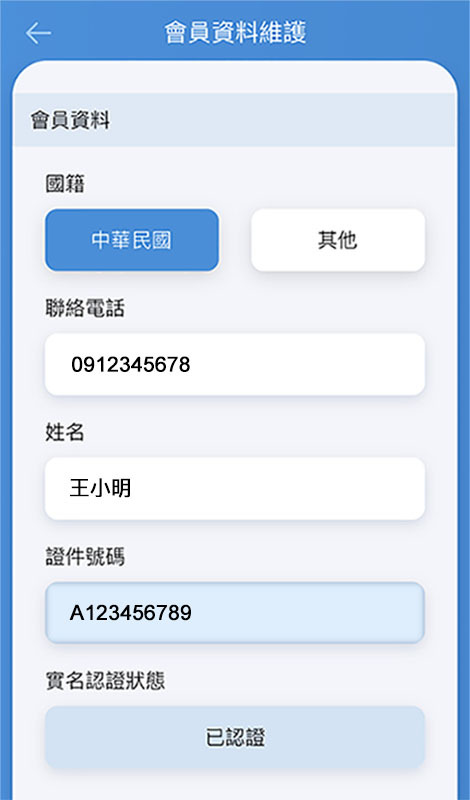 會員資料維護
會員資料
國籍
中華民國 其他
聯絡電話
0912345678
姓名
王小明
證件號碼
A123456789
實名認證狀態
已認證